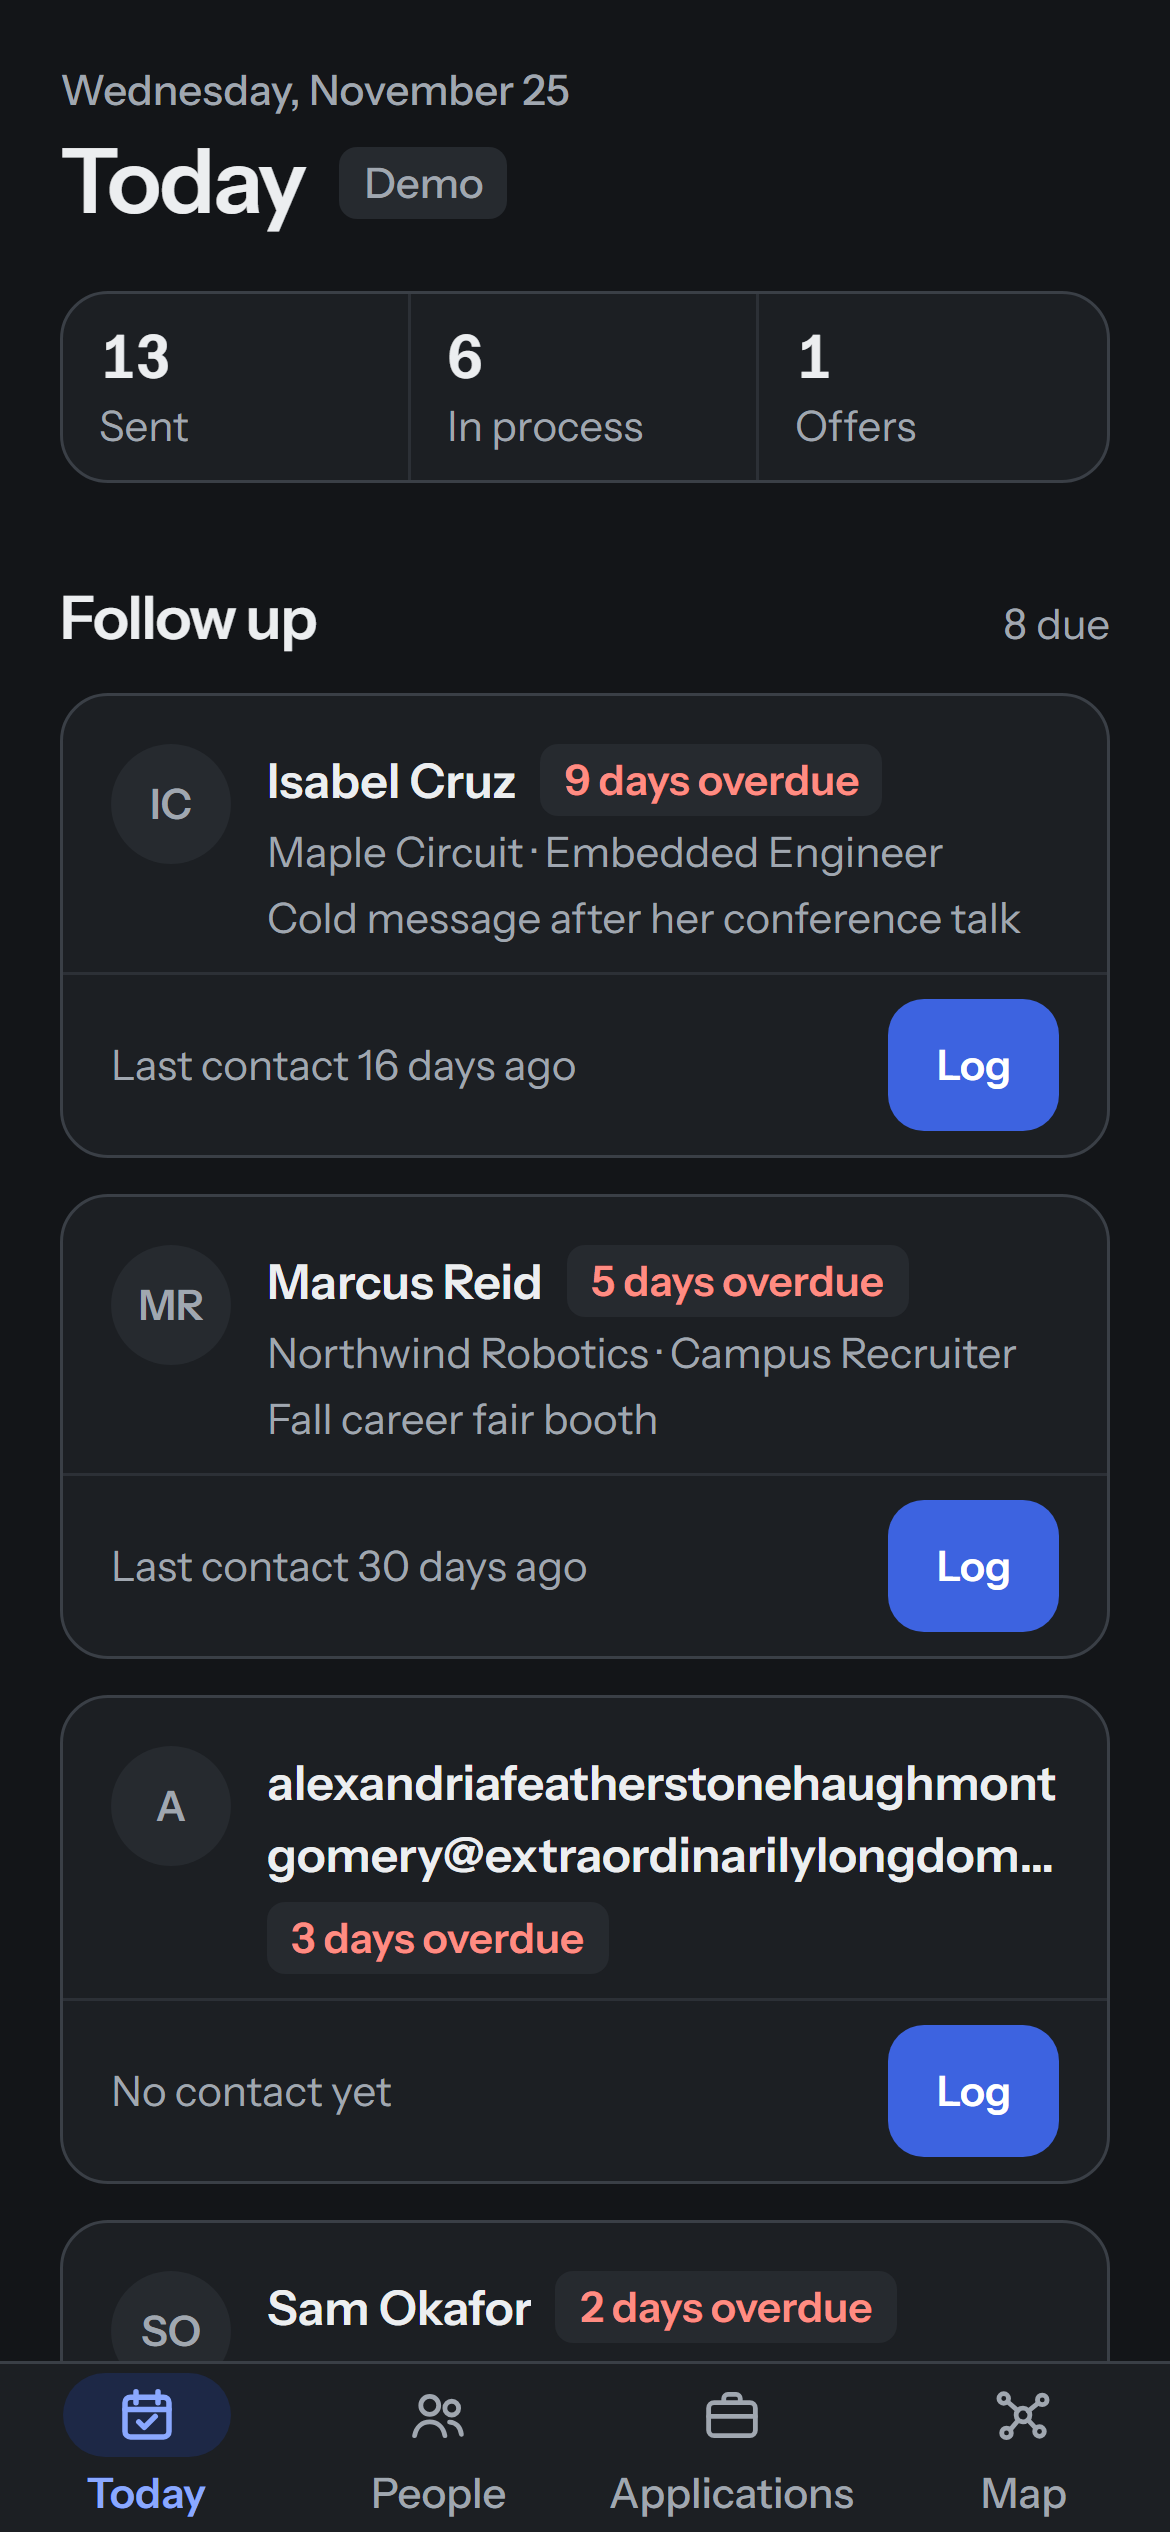 Wednesday, November 25
Today Demo
13 6 1
Sent In process Offers
Follow up 8 due
IC Isabel Cruz 9 days overdue
Maple Circuit · Embedded Engineer
Cold message after her conference talk
Last contact 16 days ago Log
MR Marcus Reid 5 days overdue
Northwind Robotics · Campus Recruiter
Fall career fair booth
Last contact 30 days ago Log
A alexandriafeatherstonehaughmont
gomery@extraordinarilylongdom...
3 days overdue
No contact yet Log
SO Sam Okafor 2 days overdue
Today People Applications Map